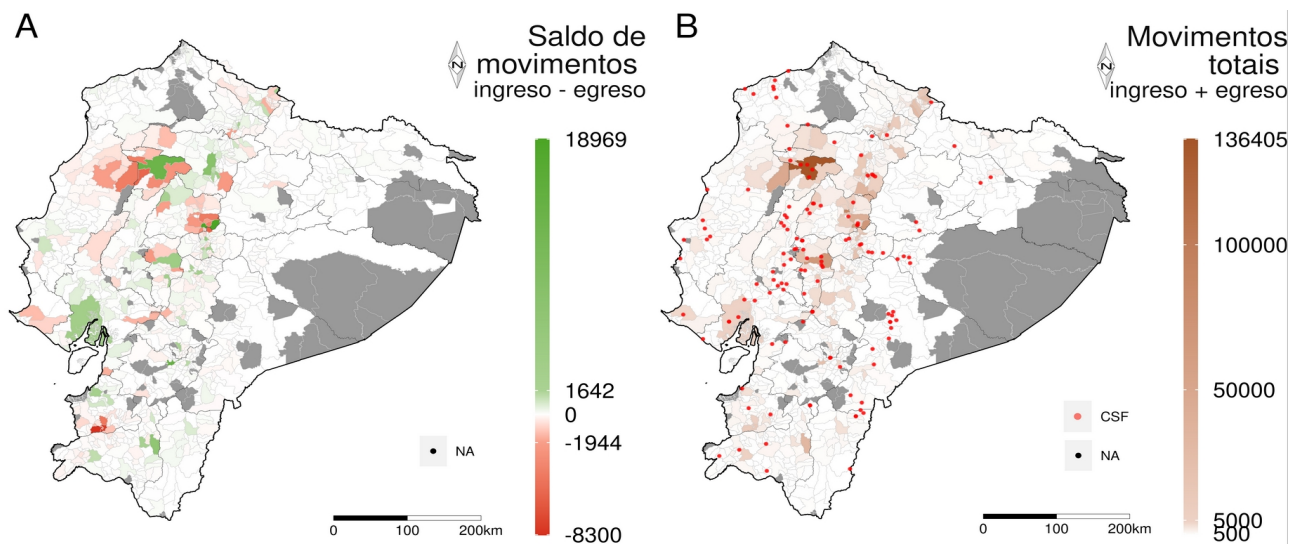 A
Saldo de
movimentos
ingreso - egreso
N
18969
1642
0
-1944
-8300
NA
0 100 200km
B
Movimentos
totais
ingreso + egreso
N
136405
100000
50000
5000
500
CSF
NA
0 100 200km